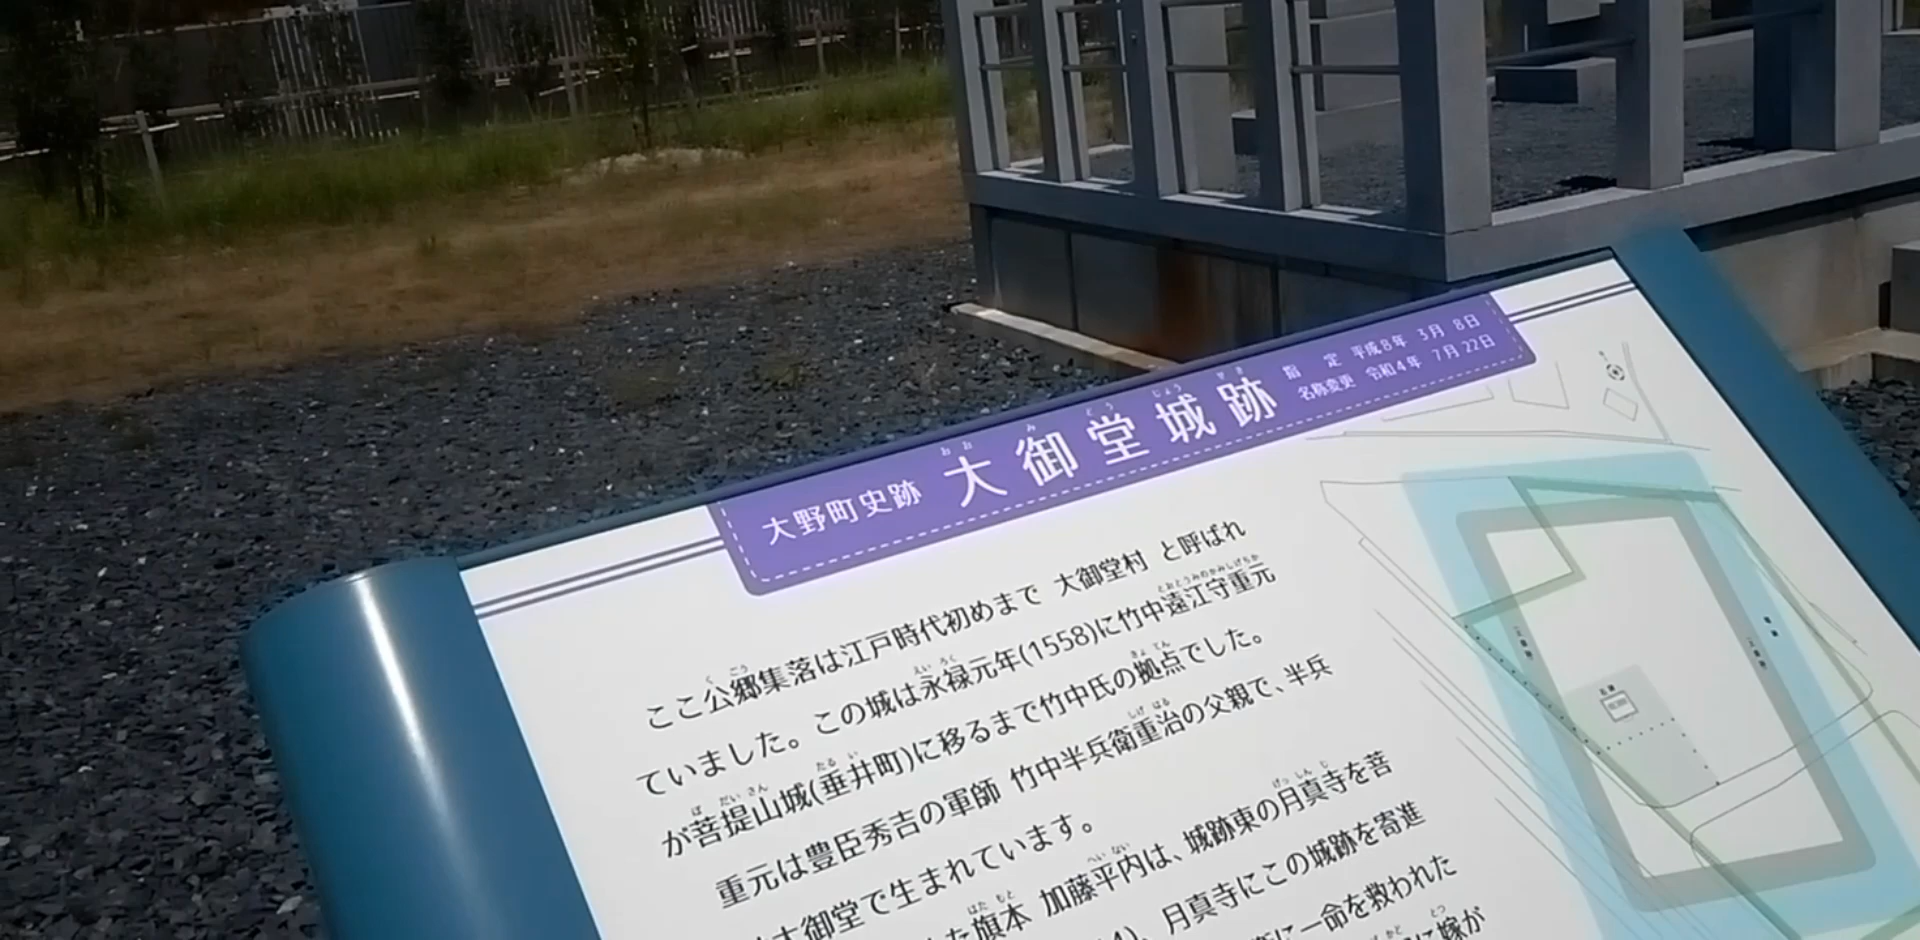 大野町史跡 大御堂城跡 指定 平成8年 3月 8日
名称変更 令和4年 7月22日
ここ公郷集落は江戸時代初めまで 大御堂村 と呼ばれ
ていました。この城は永禄元年(1558)に竹中遠江守重元
が菩提山城(垂井町)に移るまで竹中氏の拠点でした。
重元は豊臣秀吉の軍師 竹中半兵衛重治の父親で、半兵
大御堂で生まれています。
旗本 加藤平内は、城跡東の月真寺を菩
、月真寺にこの城跡を寄進
に一命を救われた
に嫁が